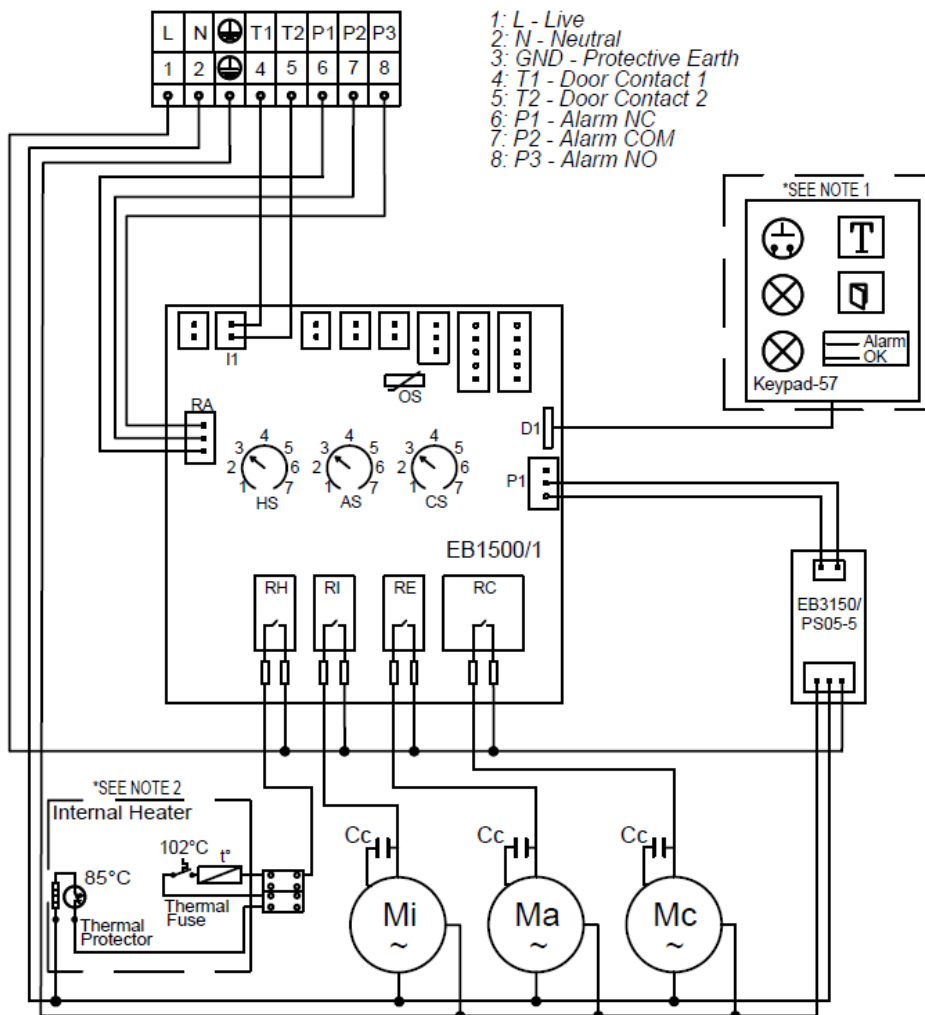 L N T1 T2 P1 P2 P3
1 2 4 5 6 7 8
1: L - Live
2: N - Neutral
3: GND - Protective Earth
4: T1 - Door Contact 1
5: T2 - Door Contact 2
6: P1 - Alarm NC
7: P2 - Alarm COM
8: P3 - Alarm NO
*SEE NOTE 1
T
Alarm
OK
Keypad-57
I1
OS
RA
D1
P1
1 2 3 4 5 6 7
HS
1 2 3 4 5 6 7
AS
1 2 3 4 5 6 7
CS
EB1500/1
RH RI RE RC
EB3150/
PS05-5
*SEE NOTE 2
Internal Heater
102°C t°
85°C
Thermal
Fuse
Thermal
Protector
Cc Cc Cc
Mi Ma Mc
~ ~ ~